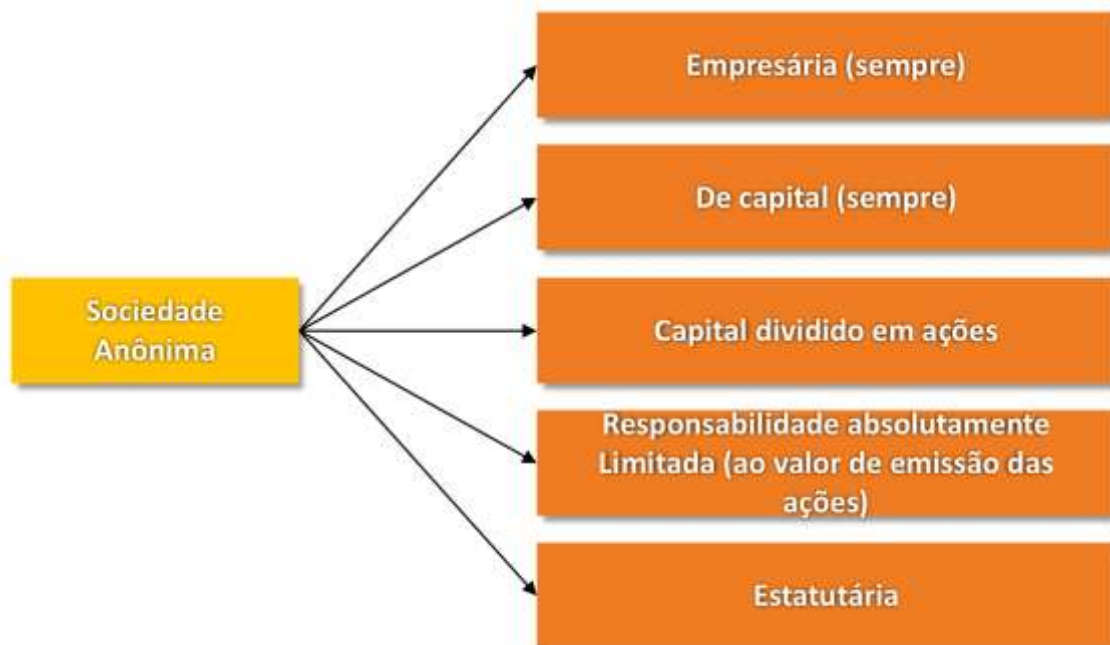 Sociedade
Anônima
Empresária (sempre)
De capital (sempre)
Capital dividido em ações
Responsabilidade absolutamente
Limitada (ao valor de emissão das
ações)
Estatutária